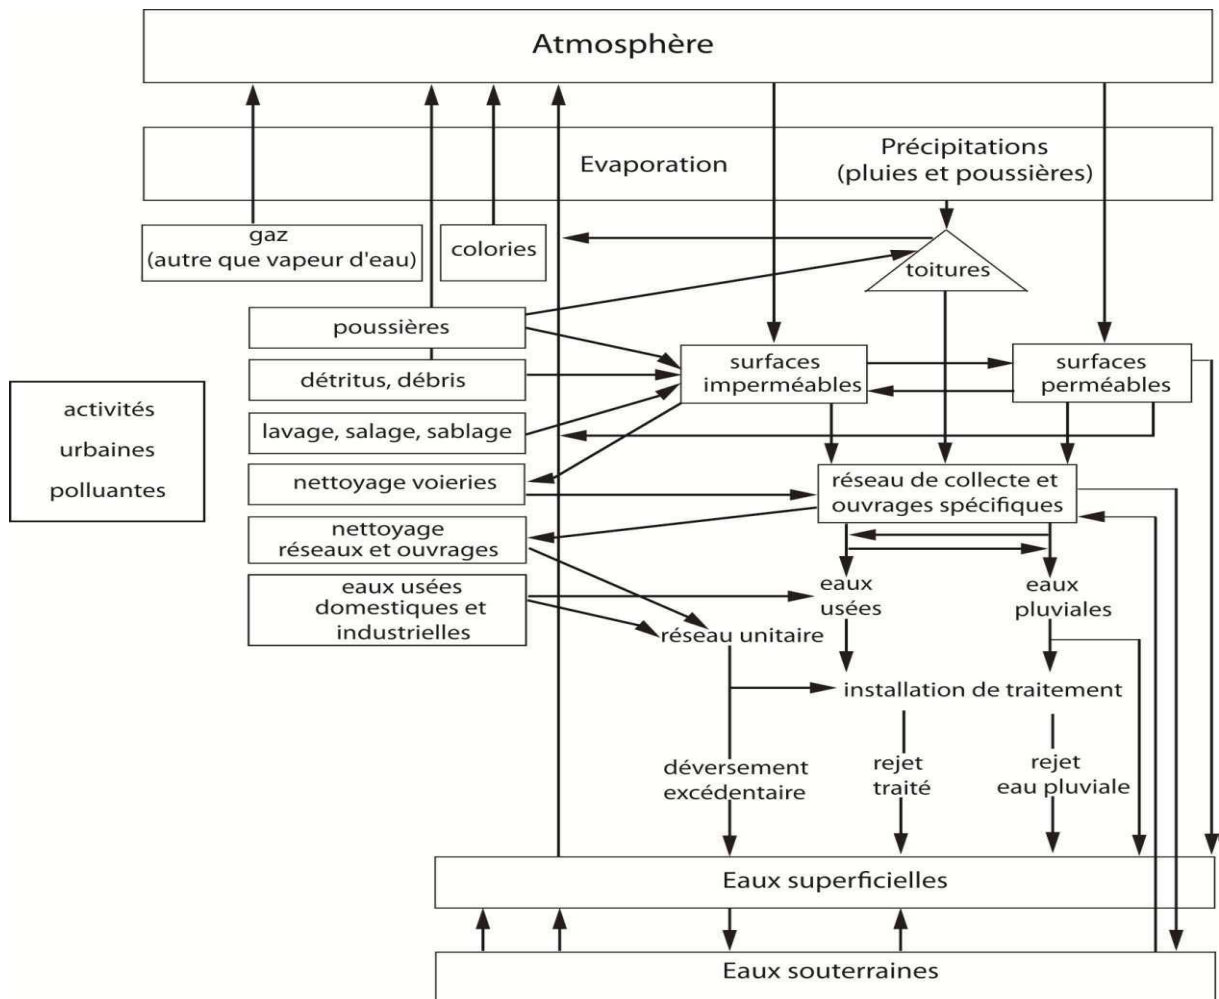 Atmosphère
Evaporation
Précipitations
(pluies et poussières)
gaz
(autre que vapeur d'eau)
colories
toitures
poussières
détritus, débris
lavage, salage, sablage
nettoyage voieries
nettoyage
réseaux et ouvrages
eaux usées
domestiques et
industrielles
activités
urbaines
polluantes
surfaces
imperméables
surfaces
perméables
réseau de collecte et
ouvrages spécifiques
eaux
usées
eaux
pluviales
réseau unitaire
installation de traitement
déversement
excédentaire
rejet
traité
rejet
eau pluviale
Eaux superficielles
Eaux souterraines